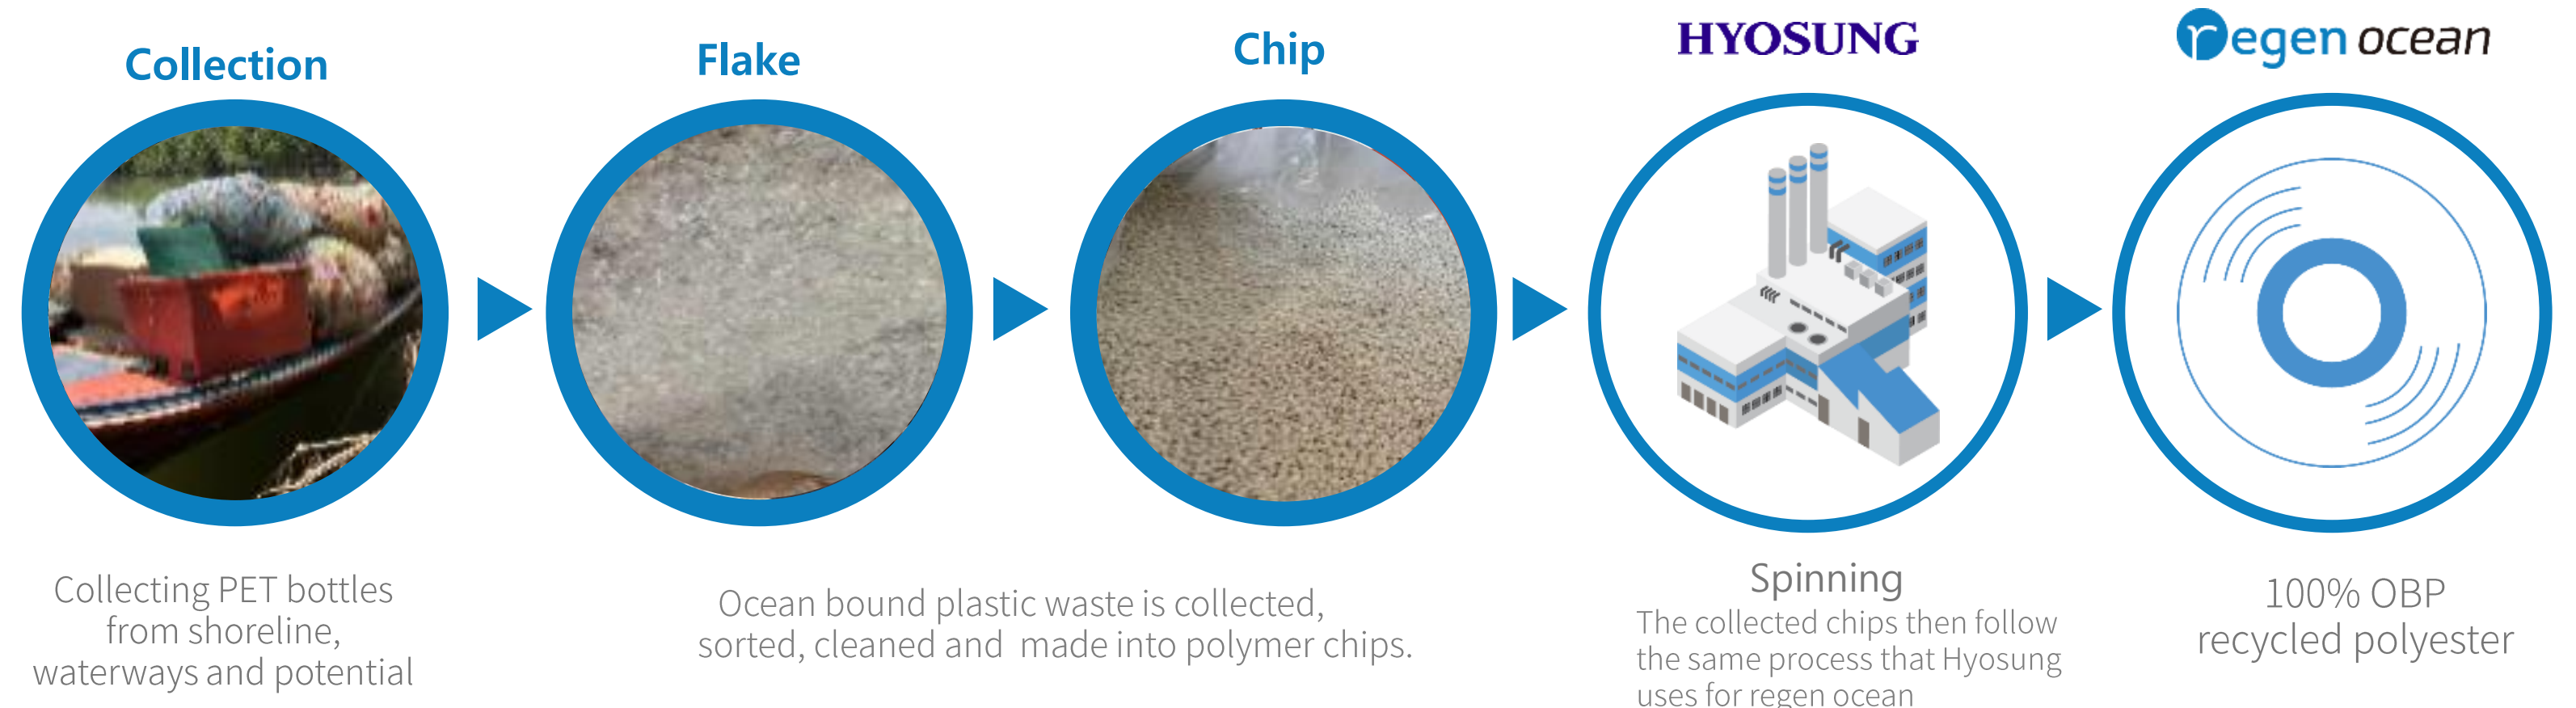 Collection
Flake
Chip
HYOSUNG
regen ocean
Collecting PET bottles
from shoreline,
waterways and potential
Ocean bound plastic waste is collected,
sorted, cleaned and made into polymer chips.
Spinning
The collected chips then follow
the same process that Hyosung
uses for regen ocean
100% OBP
recycled polyester